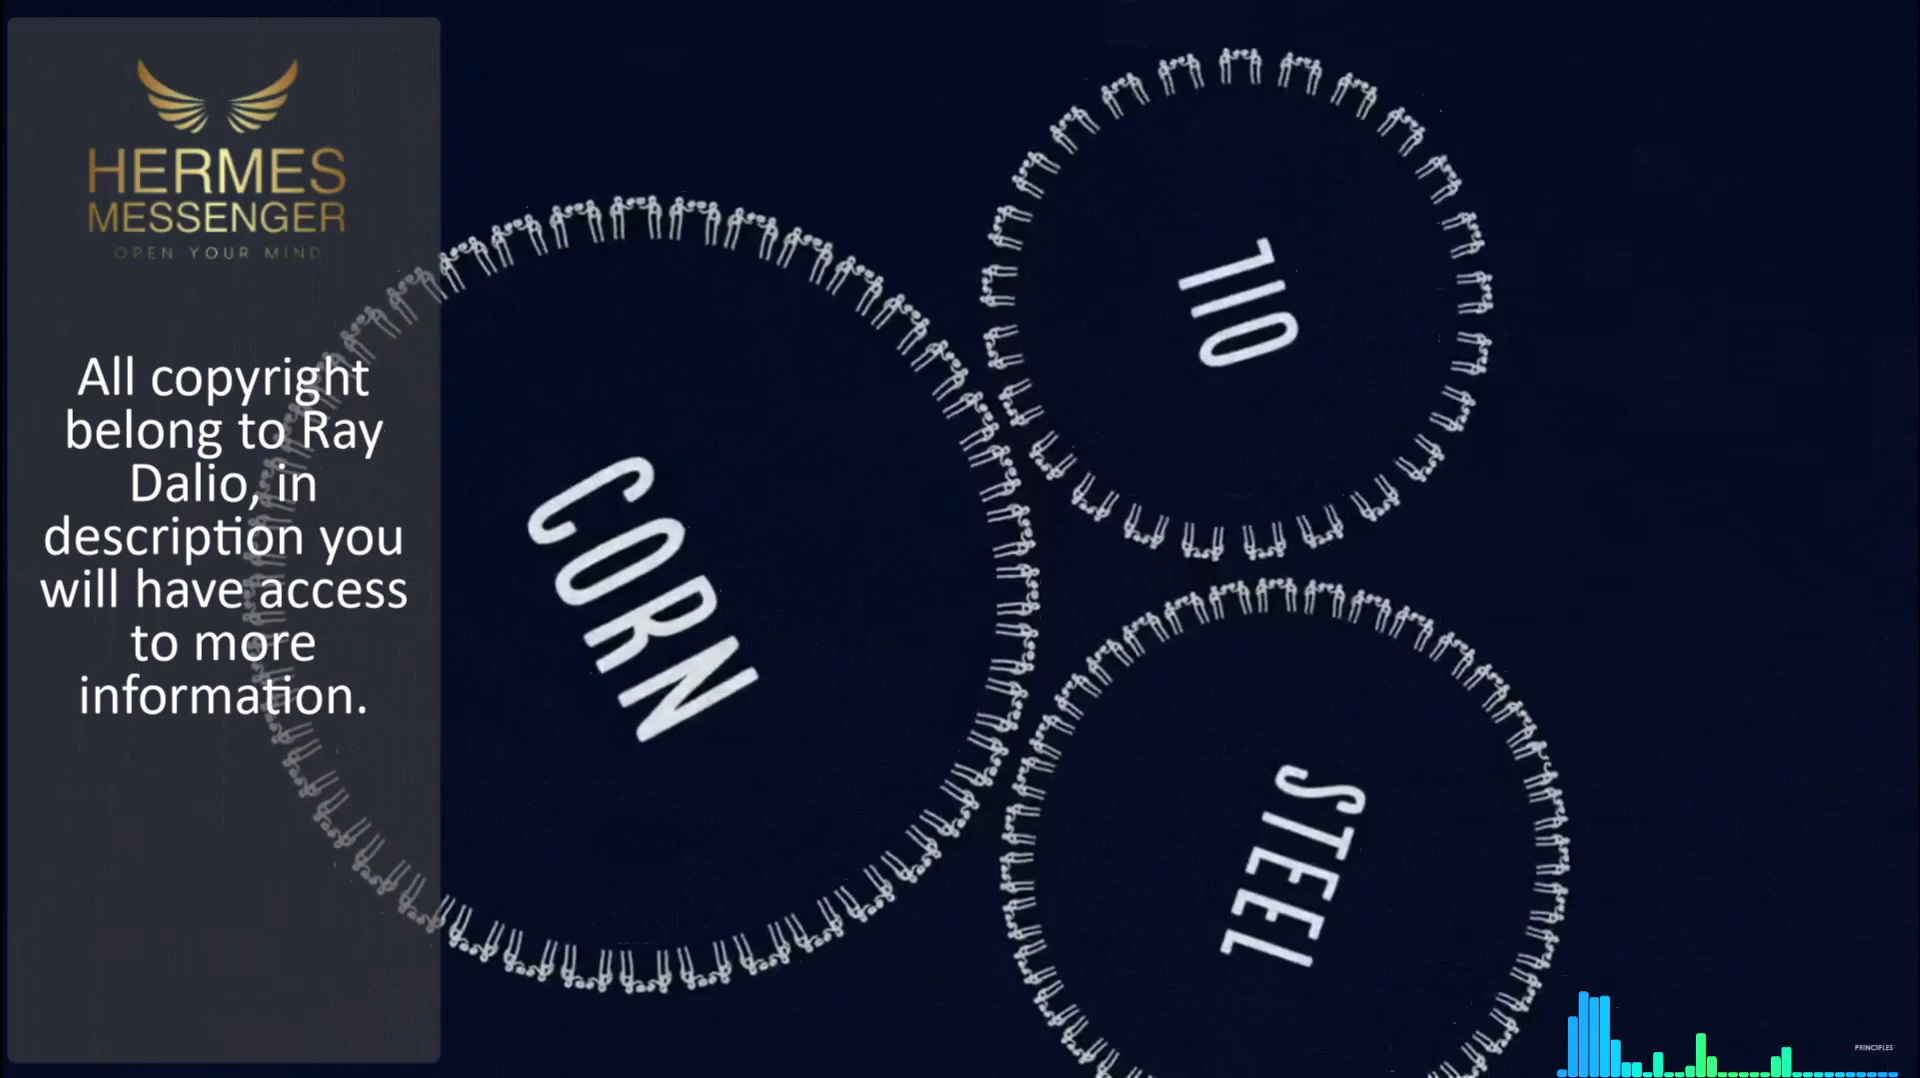 HERMES
MESSENGER
OPEN YOUR MIND
All copyright
belong to Ray
Dalio, in
description you
will have access
to more
information.
CORN
OIL
STEEL
PRINCIPLES